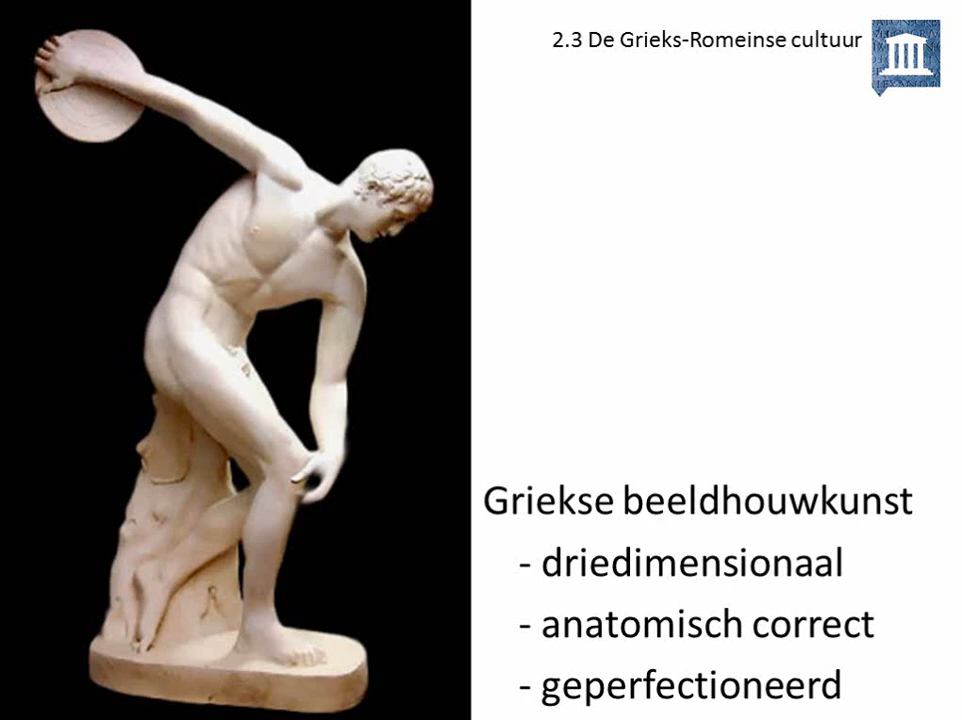 2.3 De Grieks-Romeinse cultuur
Griekse beeldhouwkunst
- driedimensionaal
- anatomisch correct
- geperfectioneerd